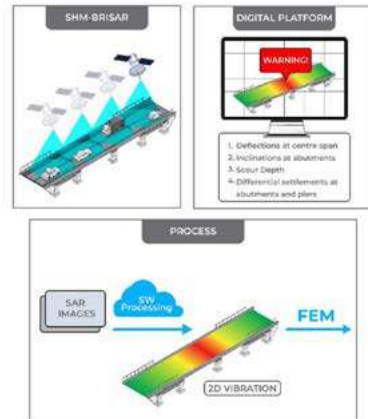 SHM-BRISAR
DIGITAL PLATFORM
WARNING!
1. Deflections at centre span
2. Inclinations at abutments
3. Scour Depth
4. Differential settlements at
abutments and piers
PROCESS
SAR
IMAGES
SW
Processing
FEM
2D VIBRATION